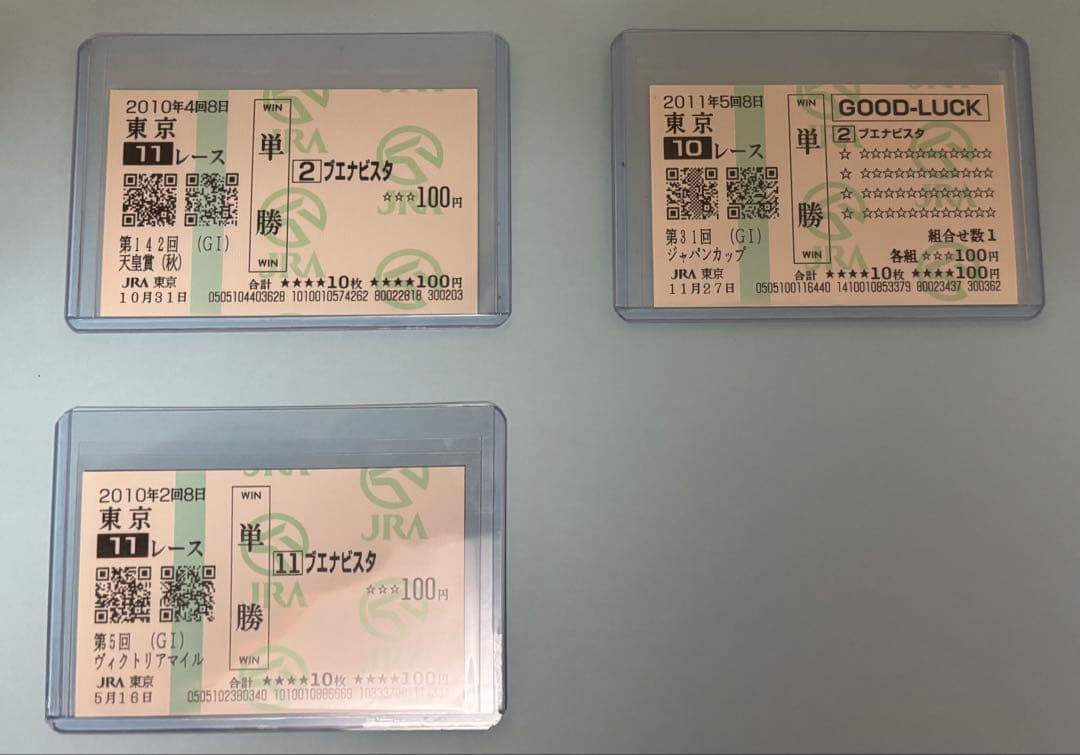 2010年4回8日
東京
11レース
第142回 (GI)
天皇賞(秋)
JRA 東京
10月31日
WIN
単
勝
WIN
2 ブエナビスタ
☆☆☆100円
合計 ★★★★10枚 ★★★★100円
0505104403628 1010010574262 80022818 300203
JRA
JRA
JRA
2011年5回8日
東京
10レース
第31回 (GI)
ジャパンカップ
JRA 東京
11月27日
WIN
単
勝
WIN
GOOD-LUCK
2 ブエナビスタ
☆ ☆☆☆☆☆☆☆☆☆☆☆
☆ ☆☆☆☆☆☆☆☆☆☆☆
☆ ☆☆☆☆☆☆☆☆☆☆☆
☆ ☆☆☆☆☆☆☆☆☆☆☆
組合せ数1
各組 ☆☆☆100円
合計 ★★★★10枚 ★★★★100円
0505100116440 1410010853379 80023437 300362
2010年2回8日
東京
11レース
第5回 (GI)
ヴィクトリアマイル
JRA 東京
5月16日
WIN
単
勝
WIN
11 ブエナビスタ
☆☆☆100円
合計 ★★★★10枚 ★★★★100円
0505102380340 1010010886669
JRA
JRA